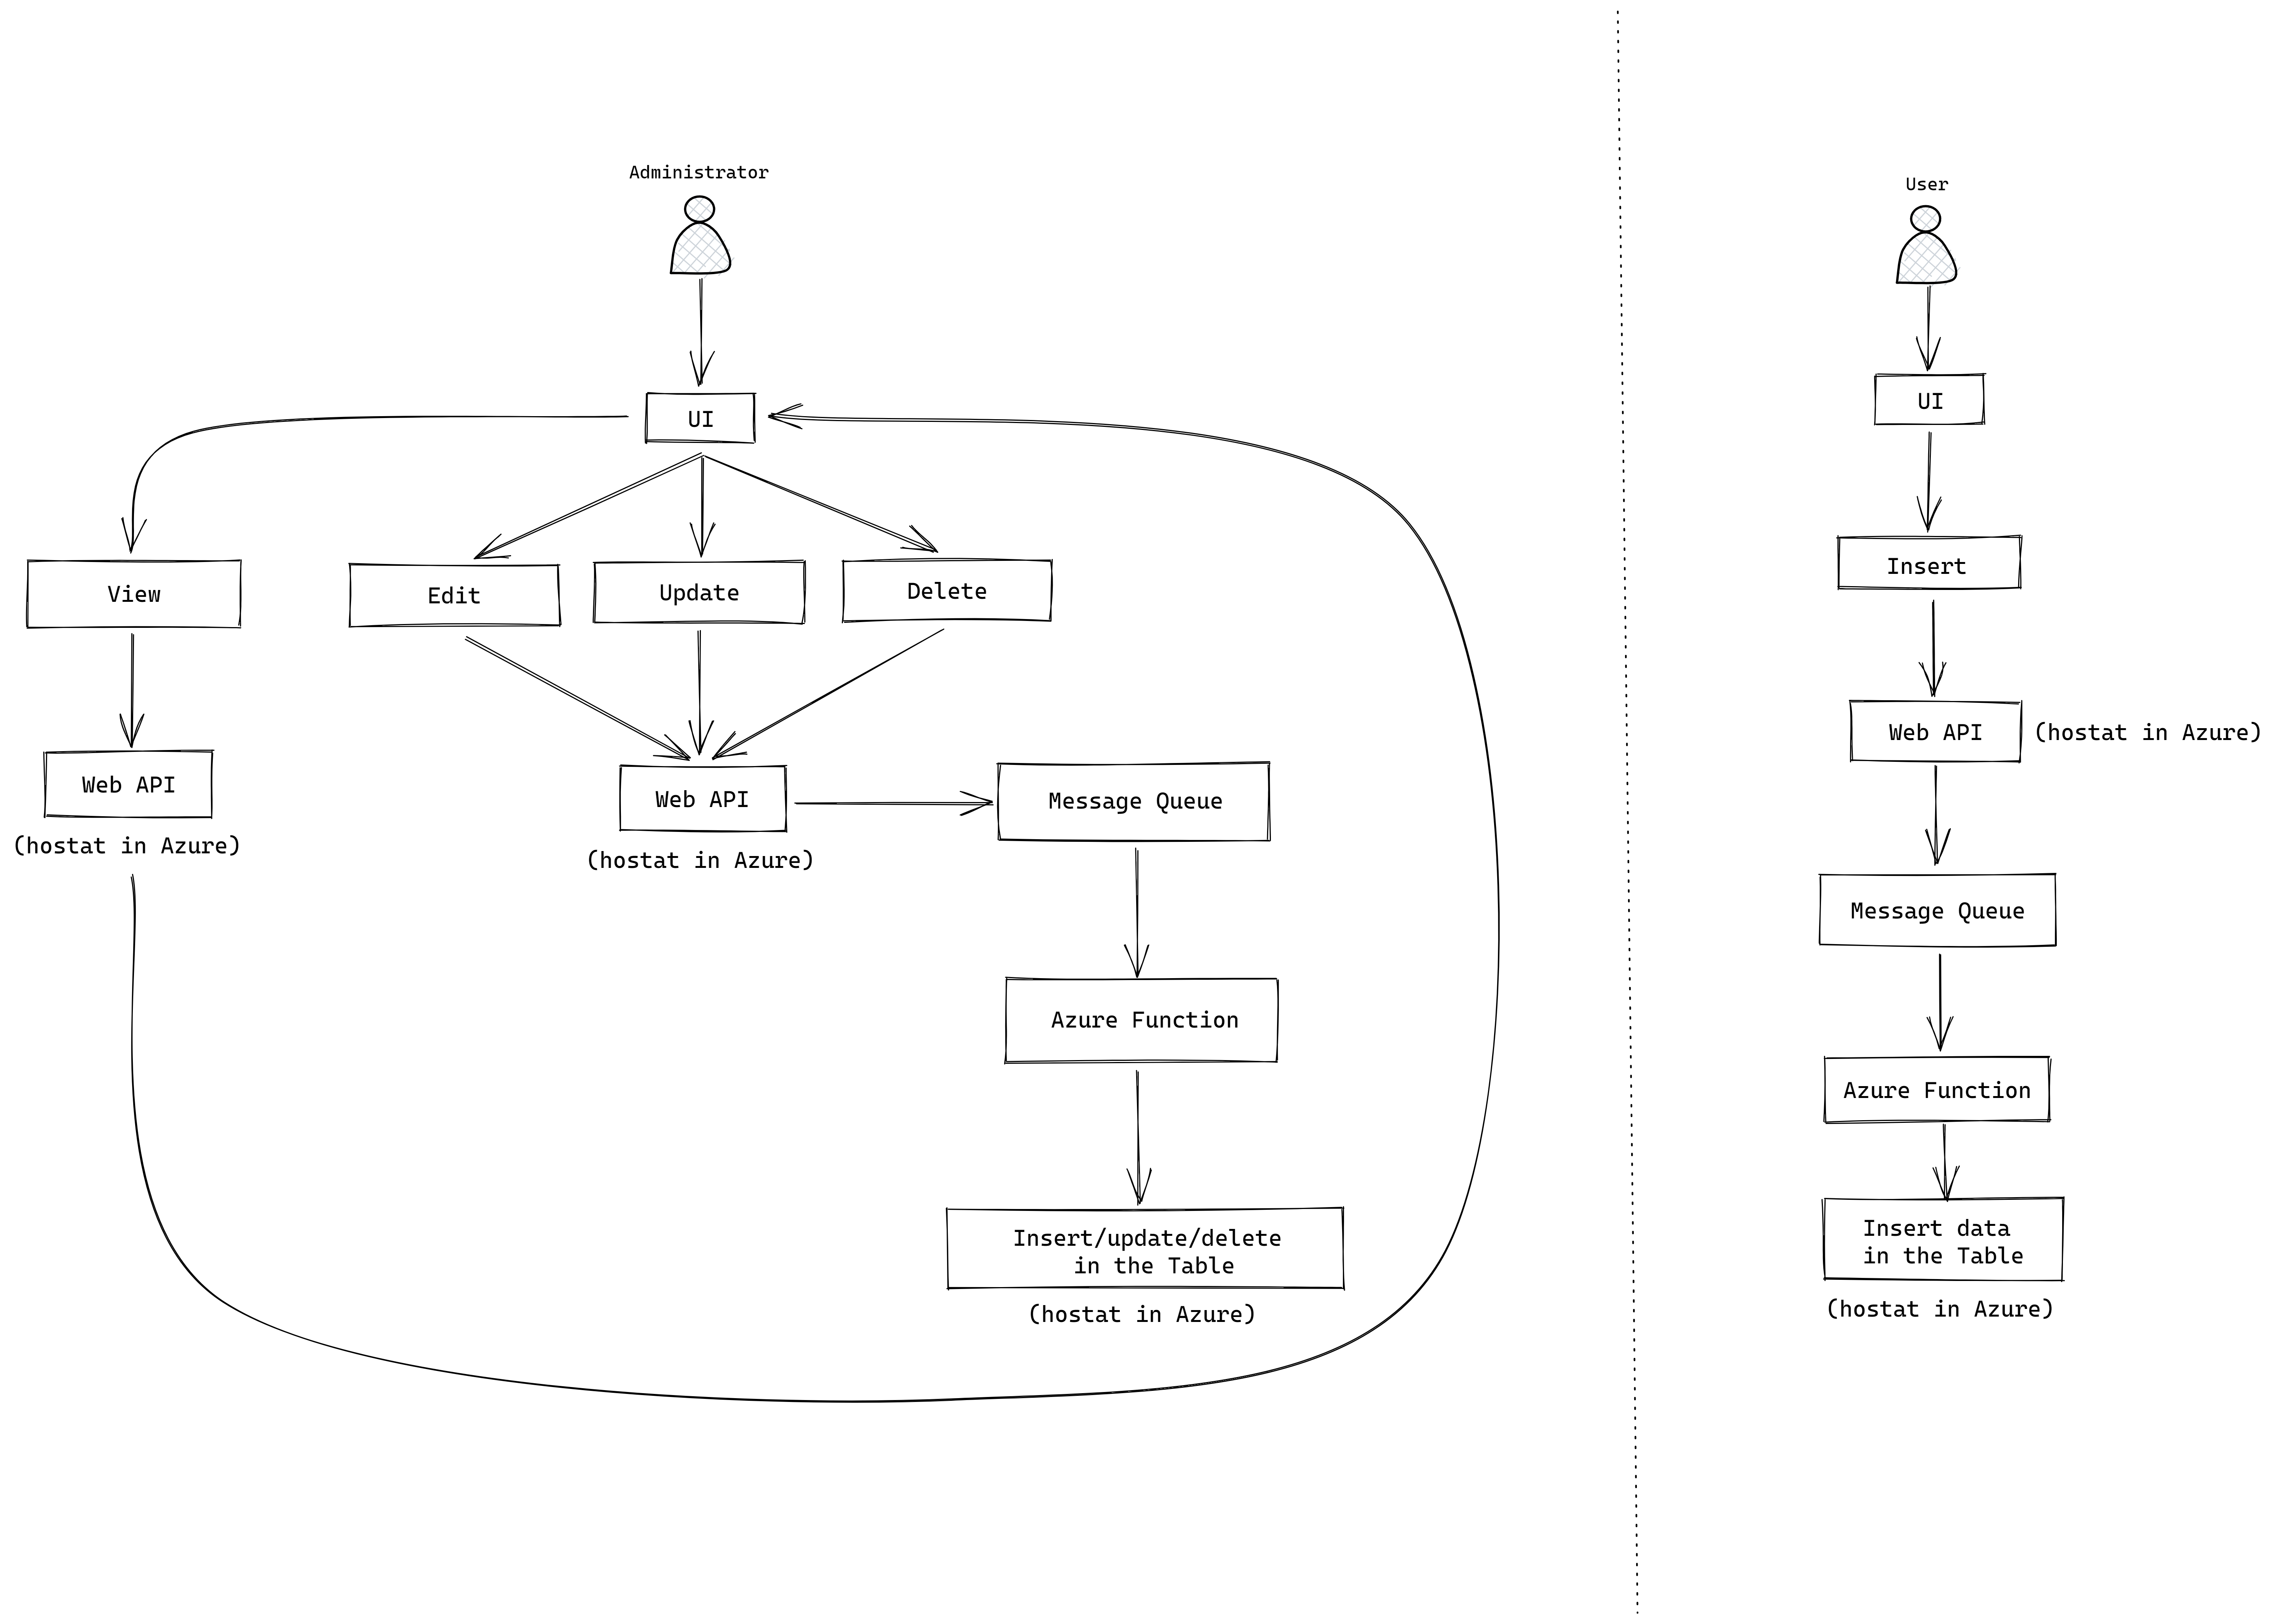 Administrator
UI
View
Edit
Update
Delete
Web API
(hostat in Azure)
Web API
(hostat in Azure)
Message Queue
Azure Function
Insert/update/delete
in the Table
(hostat in Azure)
User
UI
Insert
Web API
(hostat in Azure)
Message Queue
Azure Function
Insert data
in the Table
(hostat in Azure)